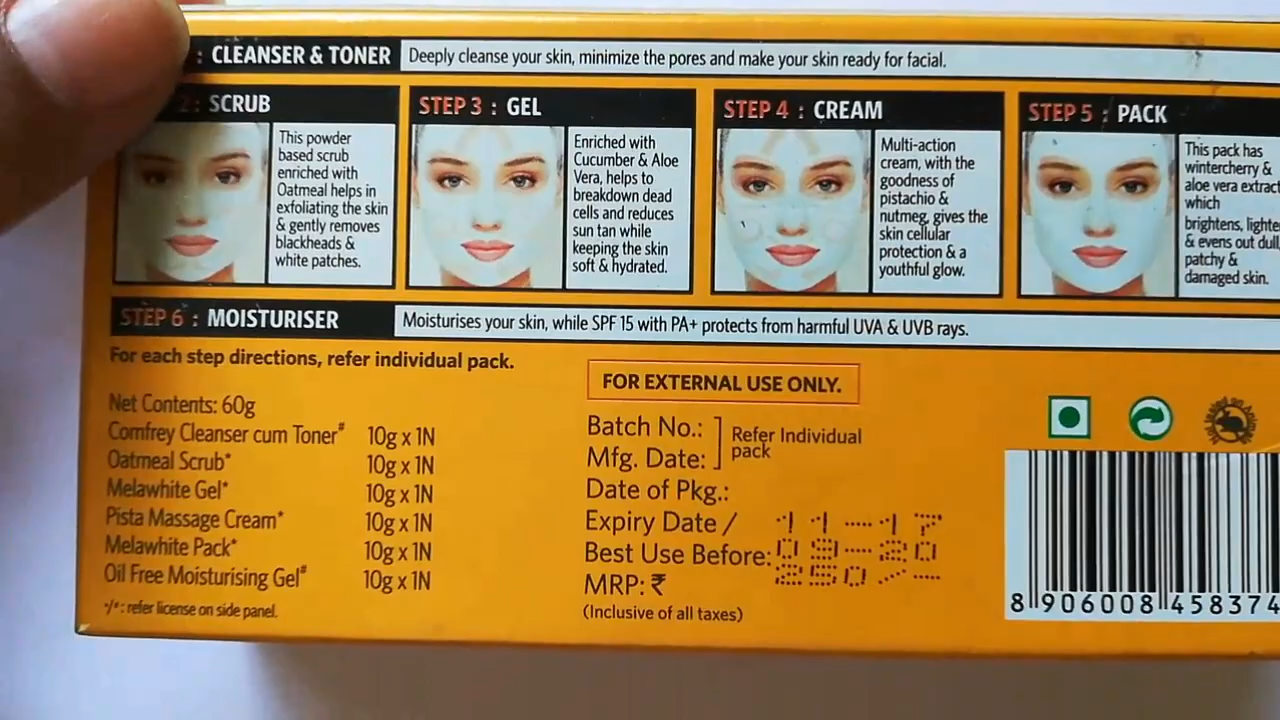 : CLEANSER & TONER Deeply cleanse your skin, minimize the pores and make your skin ready for facial.
2 : SCRUB
This powder
based scrub
enriched with
Oatmeal helps in
exfoliating the skin
& gently removes
blackheads &
white patches.
STEP 3 : GEL
Enriched with
Cucumber & Aloe
Vera, helps to
breakdown dead
cells and reduces
sun tan while
keeping the skin
soft & hydrated.
STEP 4 : CREAM
Multi-action
cream, with the
goodness of
pistachio &
nutmeg, gives the
skin cellular
protection & a
youthful glow.
STEP 5 : PACK
This pack has
wintercherry &
aloe vera extract
which
brightens, lighte
& evens out dull
patchy &
damaged skin.
STEP 6 : MOISTURISER Moisturises your skin, while SPF 15 with PA+ protects from harmful UVA & UVB rays.
For each step directions, refer individual pack.
Net Contents: 60g
Comfrey Cleanser cum Toner# 10g x 1N
Oatmeal Scrub* 10g x 1N
Melawhite Gel* 10g x 1N
Pista Massage Cream* 10g x 1N
Melawhite Pack* 10g x 1N
Oil Free Moisturising Gel# 10g x 1N
*/#: refer license on side panel.
FOR EXTERNAL USE ONLY.
Batch No.:
Mfg. Date:
Refer Individual
pack
Date of Pkg.:
Expiry Date / 11-17
Best Use Before: 09-20
MRP: ₹ 250/-
(Inclusive of all taxes)
Not Tested on Animals
8 906008 458374